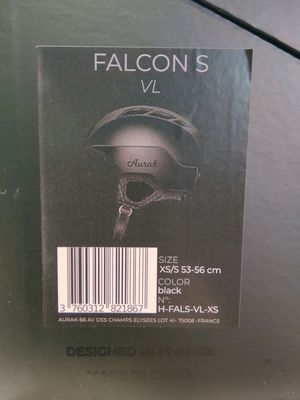 FALCON S
VL
Aurak
SIZE
XS/S 53-56 cm
COLOR
black
N°:
H-FALS-VL-XS
3 760312 821867
AURAK-66 AV DES CHAMPS ELYSEES LOT 41- 75008 -FRANCE
DESIGNED IN FRANCE
MADE IN CHINA